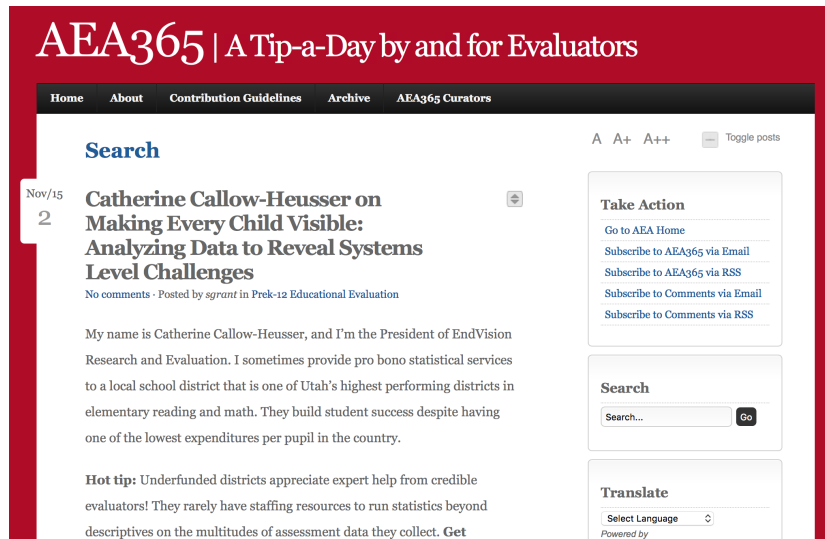 AEA365 | A Tip-a-Day by and for Evaluators
Home About Contribution Guidelines Archive AEA365 Curators
A A+ A++ Toggle posts
Search
Nov/15
2
Catherine Callow-Heusser on
Making Every Child Visible:
Analyzing Data to Reveal Systems
Level Challenges
No comments · Posted by sgrant in Prek-12 Educational Evaluation
My name is Catherine Callow-Heusser, and I'm the President of EndVision
Research and Evaluation. I sometimes provide pro bono statistical services
to a local school district that is one of Utah's highest performing districts in
elementary reading and math. They build student success despite having
one of the lowest expenditures per pupil in the country.
Hot tip: Underfunded districts appreciate expert help from credible
evaluators! They rarely have staffing resources to run statistics beyond
descriptives on the multitudes of assessment data they collect. Get
Take Action
Go to AEA Home
Subscribe to AEA365 via Email
Subscribe to AEA365 via RSS
Subscribe to Comments via Email
Subscribe to Comments via RSS
Search
Search... Go
Translate
Select Language
Powered by